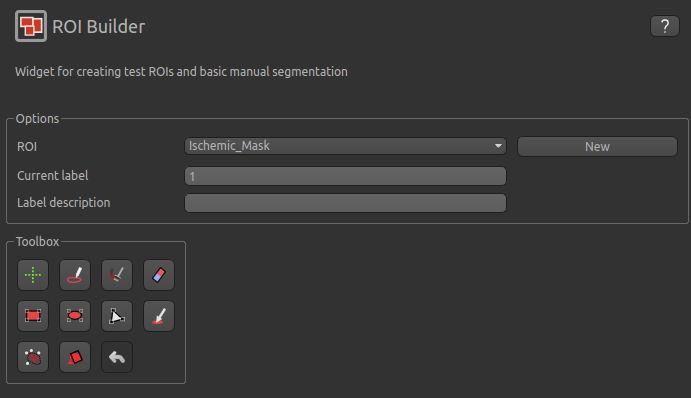 ROI Builder
?
Widget for creating test ROIs and basic manual segmentation
Options
ROI
Ischemic_Mask
New
Current label
1
Label description
Toolbox